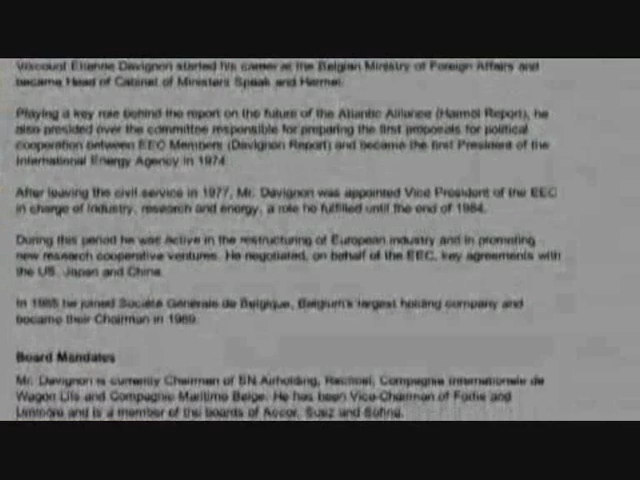 Viscount Etienne Davignon started his career at the Belgian Ministry of Foreign Affairs and
became Head of Cabinet of Ministers Spaak and Harmel.
Playing a key role behind the report on the future of the Atlantic Alliance (Harmel Report), he
also presided over the committee responsible for preparing the first proposals for political
cooperation between EEC Members (Davignon Report) and became the first President of the
International Energy Agency in 1974.
After leaving the civil service in 1977, Mr. Davignon was appointed Vice President of the EEC
in charge of industry, research and energy, a role he fulfilled until the end of 1984.
During this period he was active in the restructuring of European industry and in promoting
new research cooperative ventures. He negotiated, on behalf of the EEC, key agreements with
the US, Japan and China.
In 1985 he joined Société Générale de Belgique, Belgium's largest holding company and
became their Chairman in 1989.
Board Mandates
Mr. Davignon is currently Chairman of SN Airholding, Recticel, Compagnie Internationale de
Wagon Lits and Compagnie Maritime Belge. He has been Vice-Chairman of Fortis and
Umicore and is a member of the boards of Accor, Suez and Sofina.